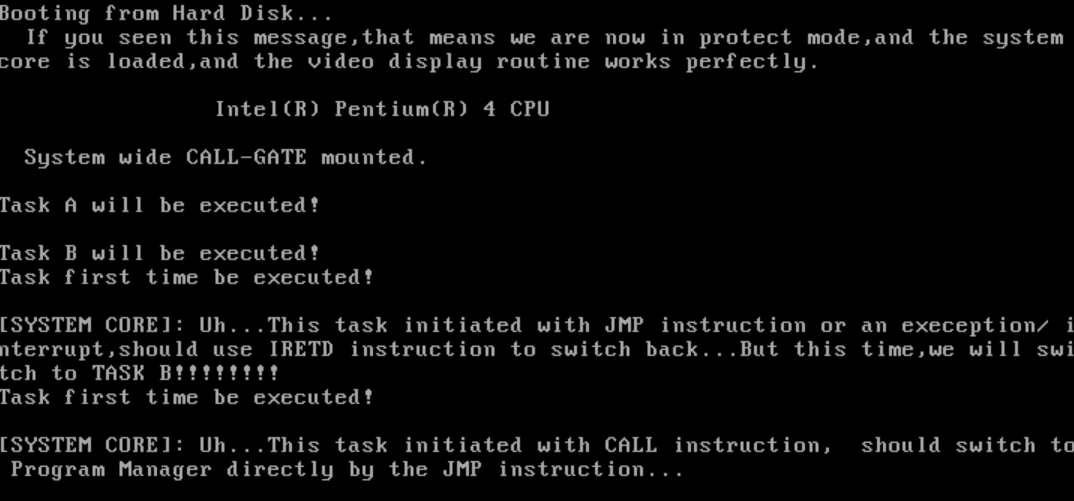 Booting from Hard Disk...
If you seen this message,that means we are now in protect mode,and the system
core is loaded,and the video display routine works perfectly.
Intel(R) Pentium(R) 4 CPU
System wide CALL-GATE mounted.
Task A will be executed!
Task B will be executed!
Task first time be executed!
[SYSTEM CORE]: Uh...This task initiated with JMP instruction or an exeception/ i
nterrupt,should use IRETD instruction to switch back...But this time,we will swi
tch to TASK B!!!!!!!!
Task first time be executed!
[SYSTEM CORE]: Uh...This task initiated with CALL instruction,  should switch to
Program Manager directly by the JMP instruction...